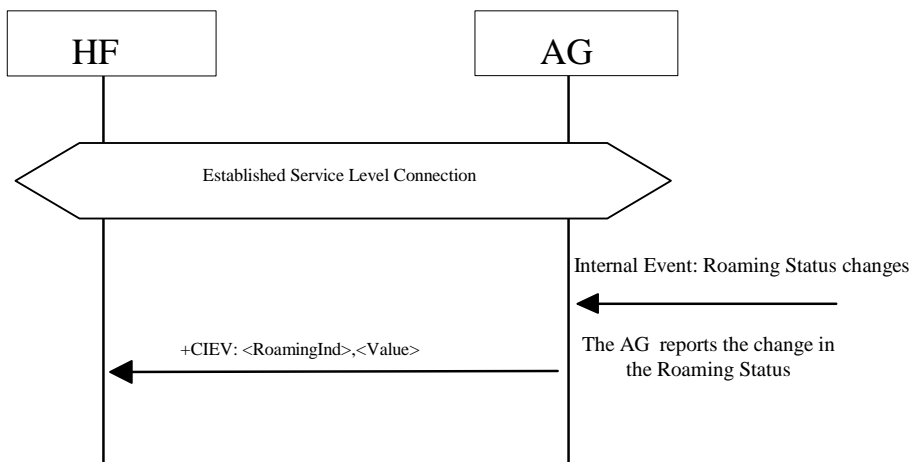 HF
AG
Established Service Level Connection
Internal Event: Roaming Status changes
+CIEV: <RoamingInd>,<Value>
The AG reports the change in
the Roaming Status